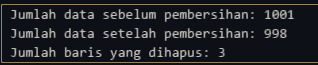 Jumlah data sebelum pembersihan: 1001
Jumlah data setelah pembersihan: 998
Jumlah baris yang dihapus: 3